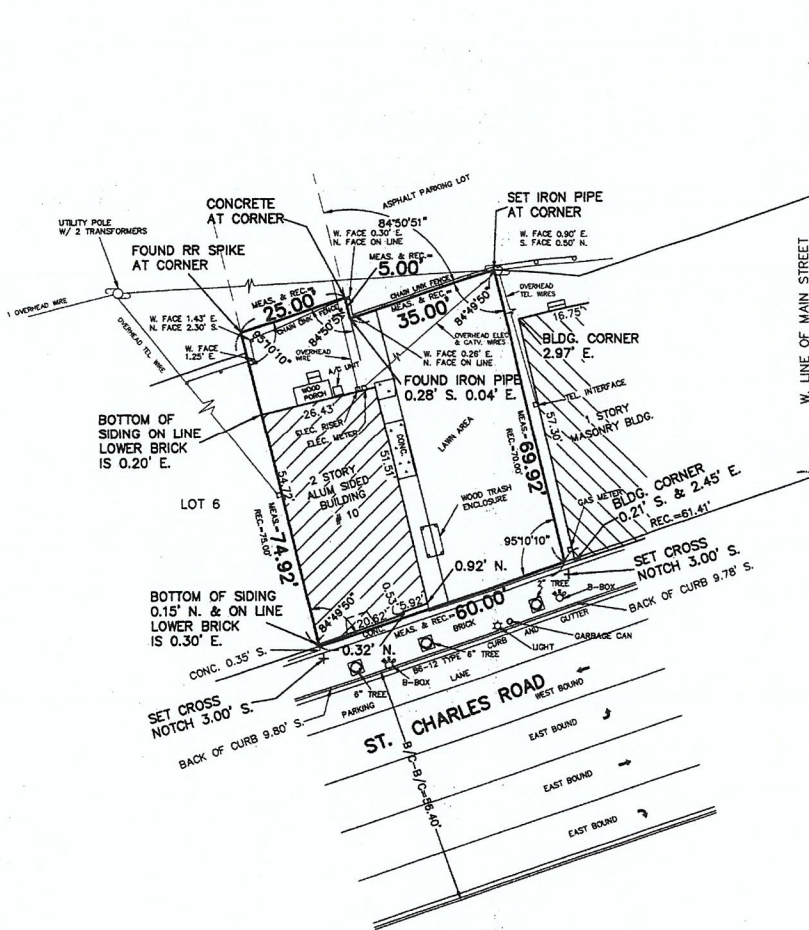 ASPHALT PARKING LOT
84°50'51"
CONCRETE
AT CORNER
SET IRON PIPE
AT CORNER
UTILITY POLE
W/ 2 TRANSFORMERS
W. FACE 0.30' E.
N. FACE ON LINE
W. FACE 0.90' E.
S. FACE 0.50' N.
FOUND RR SPIKE
AT CORNER
MEAS. & REC.=
5.00'
OVERHEAD WIRE
MEAS. & REC.=
25.00'
CHAIN LINK FENCE
CHAIN LINK FENCE
MEAS. & REC.=
35.00'
OVERHEAD
TEL. WIRES
OVERHEAD TEL. WIRE
W. FACE 1.43' E.
N. FACE 2.30' S.
W. FACE
1.25' E.
95°10'10"
84°50'51"
84°49'50"
16.75'
OVERHEAD
WIRE
OVERHEAD ELEC
& CATV. WIRES
W. FACE 0.26' E.
N. FACE ON LINE
BLDG. CORNER
2.97' E.
A/C UNIT
WOOD
PORCH
FOUND IRON PIPE
0.28' S. 0.04' E.
TEL. INTERFACE
1 STORY
MASONRY BLDG.
57.30'
W. LINE OF MAIN STREET
26.43'
ELEC. RISER
ELEC. METER
BOTTOM OF
SIDING ON LINE
LOWER BRICK
IS 0.20' E.
CONC.
LAWN AREA
MEAS.=69.92'
REC.=70.00'
51.51'
54.72'
2 STORY
ALUM SIDED
BUILDING
# 10
LOT 6
MEAS.=74.92'
REC.=75.00'
WOOD TRASH
ENCLOSURE
GAS METER
BLDG. CORNER
0.21' S. & 2.45' E.
REC.=61.41'
95°10'10"
SET CROSS
NOTCH 3.00' S.
0.92' N.
BOTTOM OF SIDING
0.15' N. & ON LINE
LOWER BRICK
IS 0.30' E.
84°49'50"
0.53'
20.62'
5.92'
CONC.
MEAS. & REC.=60.00'
2" TREE
B-BOX
BACK OF CURB 9.78' S.
0.32' N.
BRICK
CONC. 0.35' S.
B6-12 TYPE CURB AND GUTTER
6" TREE
LIGHT
GARBAGE CAN
6" TREE
B-BOX
SET CROSS
NOTCH 3.00' S.
BACK OF CURB 9.80' S.
PARKING LANE
ST. CHARLES ROAD
WEST BOUND
B/C-B/C=56.40'
EAST BOUND
EAST BOUND
EAST BOUND